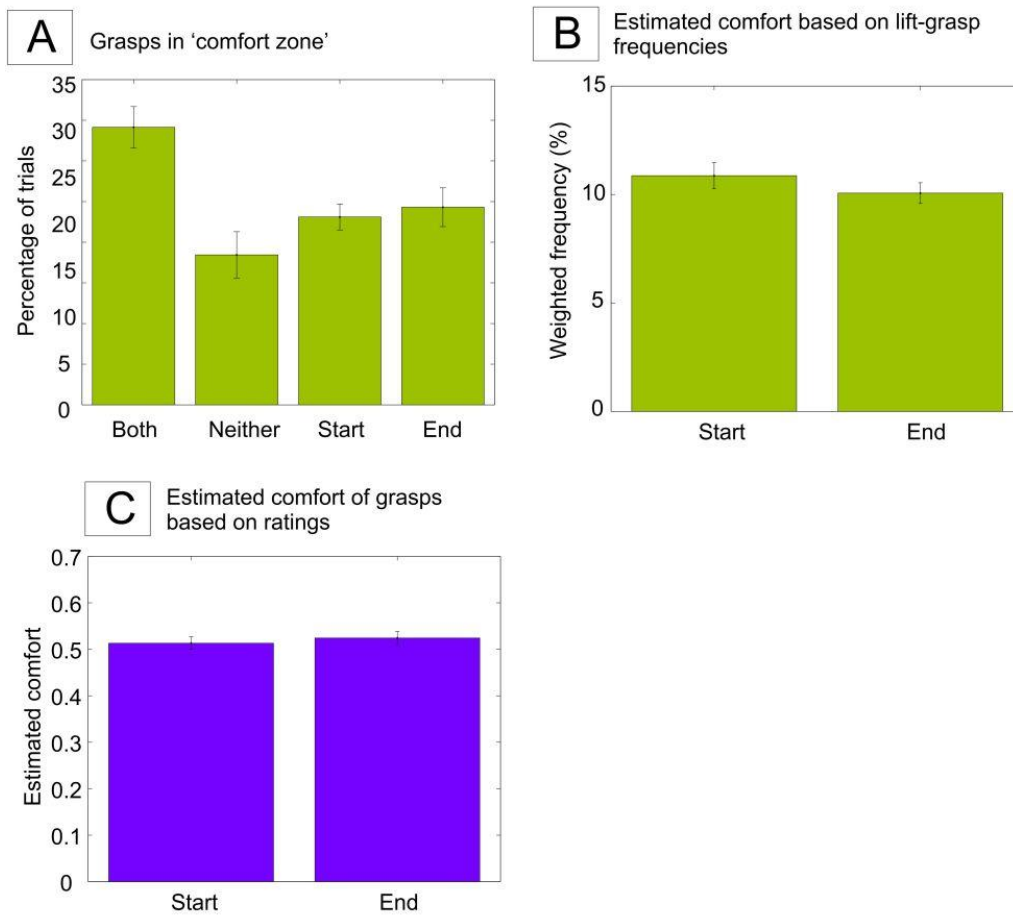 A
Grasps in ‘comfort zone’
35
30
25
20
15
10
5
0
Percentage of trials
Both Neither Start End
B
Estimated comfort based on lift-grasp
frequencies
15
10
5
0
Weighted frequency (%)
Start End
C
Estimated comfort of grasps
based on ratings
0.7
0.6
0.5
0.4
0.3
0.2
0.1
0
Estimated comfort
Start End